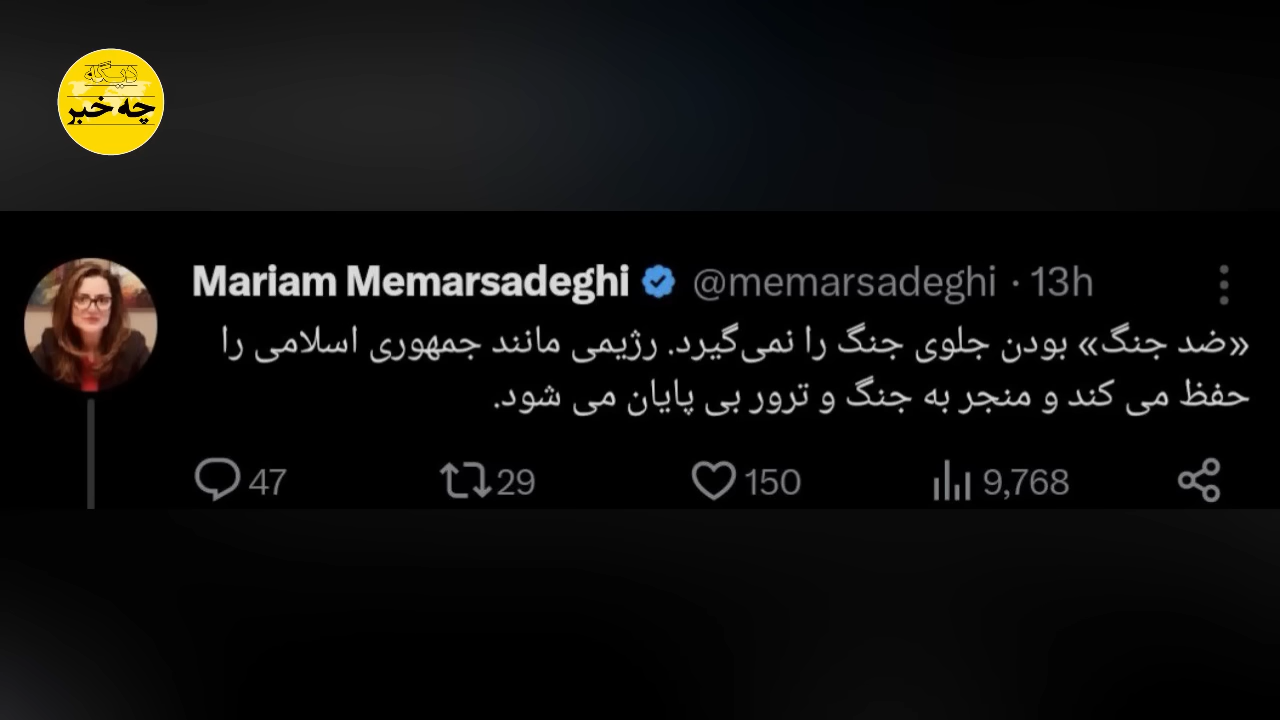 دیگه
چه خبر
Mariam Memarsadeghi @memarsadeghi · 13h
«ضد جنگ» بودن جلوی جنگ را نمی‌گیرد. رژیمی مانند جمهوری اسلامی را
حفظ می کند و منجر به جنگ و ترور بی پایان می شود.
47 29 150 9,768